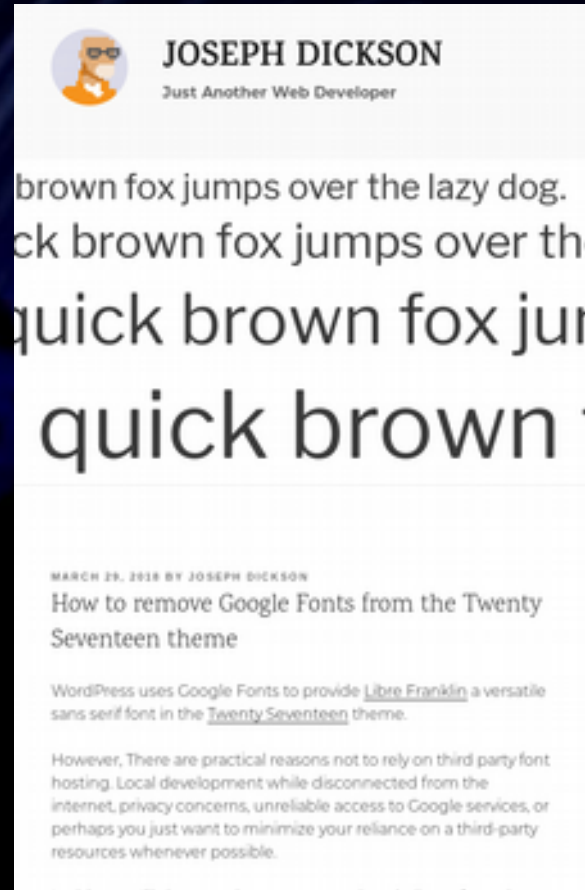 JOSEPH DICKSON
Just Another Web Developer
brown fox jumps over the lazy dog.
ck brown fox jumps over th
quick brown fox ju
quick brown
MARCH 29, 2018 BY JOSEPH DICKSON
How to remove Google Fonts from the Twenty
Seventeen theme
WordPress uses Google Fonts to provide Libre Franklin a versatile
sans serif font in the Twenty Seventeen theme.
However, There are practical reasons not to rely on third party font
hosting. Local development while disconnected from the
internet, privacy concerns, unreliable access to Google services, or
perhaps you just want to minimize your reliance on a third-party
resources whenever possible.